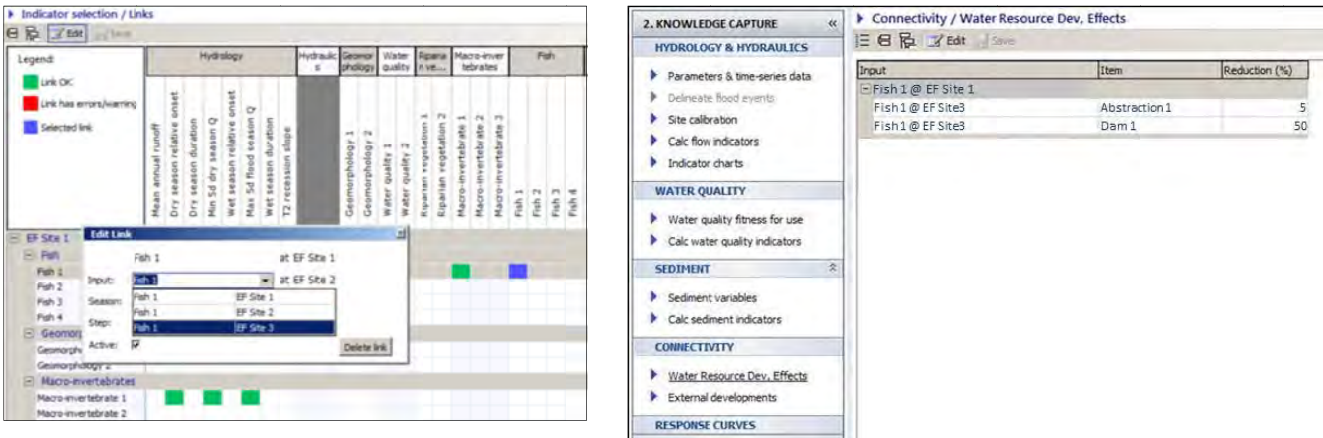 Indicator selection / Links
Edit Save
Legend:
Link OK
Link has errors/warning
Selected link
Hydrology
Hydraulic s
Geomor phology
Water quality
Riparia n ve...
Macro-inver tebrates
Fish
Mean annual runoff
Dry season relative onset
Dry season duration
Min 5d dry season Q
Wet season relative onset
Max 5d flood season Q
Wet season duration
T2 recession slope
Geomorphology 1
Geomorphology 2
Water quality 1
Water quality 2
Riparian vegetation 1
Riparian vegetation 2
Macro-invertebrate 1
Macro-invertebrate 2
Macro-invertebrate 3
Fish 1
Fish 2
Fish 3
Fish 4
EF Site 1
Fish
Fish 1
Fish 2
Fish 3
Fish 4
Geomorp
Geomorph
Geomorphology 2
Macro-invertebrates
Macro-invertebrate 1
Macro-invertebrate 2
Edit Link
Fish 1 at EF Site 1
Input: Fish 1 at EF Site 2
Season: Fish 1 EF Site 1
Fish 1 EF Site 2
Step: Fish 1 EF Site 3
Active:
Delete link
2. KNOWLEDGE CAPTURE «
HYDROLOGY & HYDRAULICS
Parameters & time-series data
Delineate flood events
Site calibration
Calc flow indicators
Indicator charts
WATER QUALITY
Water quality fitness for use
Calc water quality indicators
SEDIMENT
Sediment variables
Calc sediment indicators
CONNECTIVITY
Water Resource Dev, Effects
External developments
RESPONSE CURVES
Connectivity / Water Resource Dev, Effects
Edit Save
Input Item Reduction (%)
Fish 1 @ EF Site 1
Fish 1 @ EF Site3 Abstraction 1 5
Fish 1 @ EF Site3 Dam 1 50